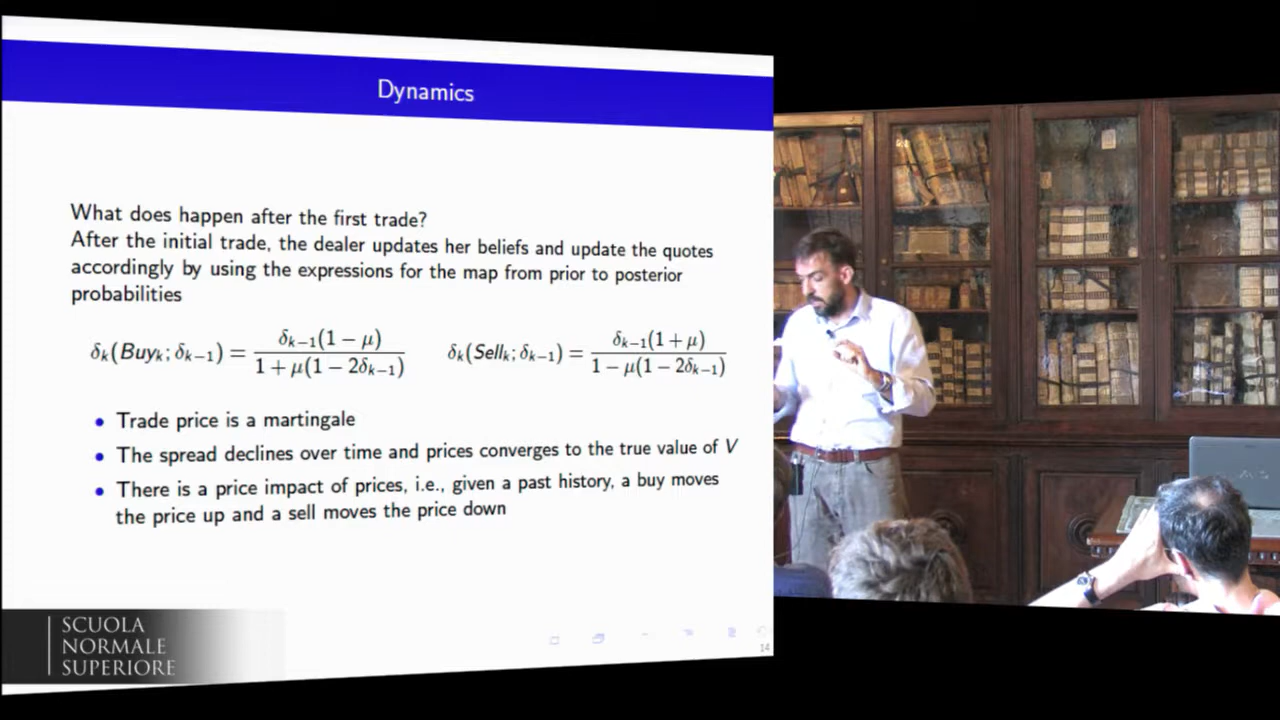 Dynamics
What does happen after the first trade?
After the initial trade, the dealer updates her beliefs and update the quotes
accordingly by using the expressions for the map from prior to posterior
probabilities
δₖ(Buyₖ; δₖ₋₁) = δₖ₋₁(1 − μ) / 1 + μ(1 − 2δₖ₋₁)    δₖ(Sellₖ; δₖ₋₁) = δₖ₋₁(1 + μ) / 1 − μ(1 − 2δₖ₋₁)
• Trade price is a martingale
• The spread declines over time and prices converges to the true value of V
• There is a price impact of prices, i.e., given a past history, a buy moves
the price up and a sell moves the price down
14
SCUOLA
NORMALE
SUPERIORE